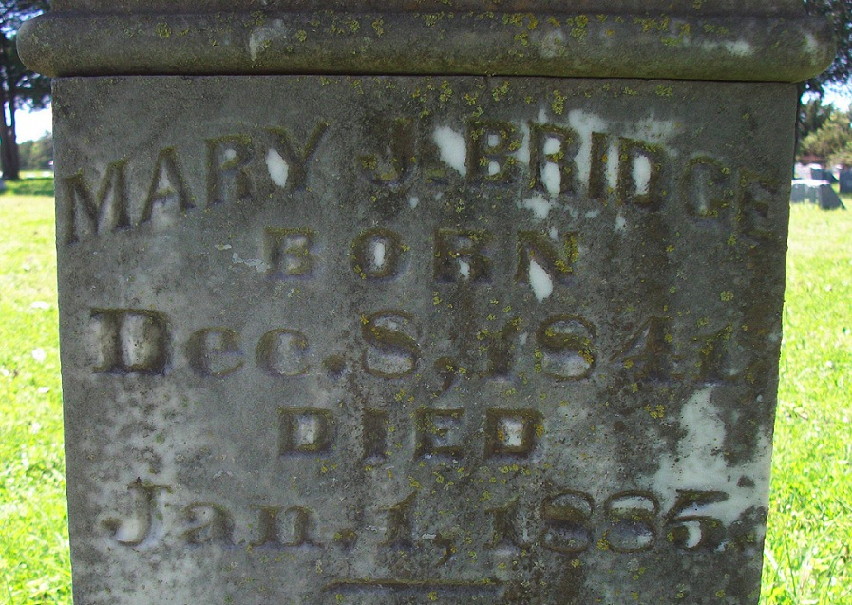 MARY J. BRIDGE
BORN
Dec. 8, 1841.
DIED
Jan. 1, 1885.